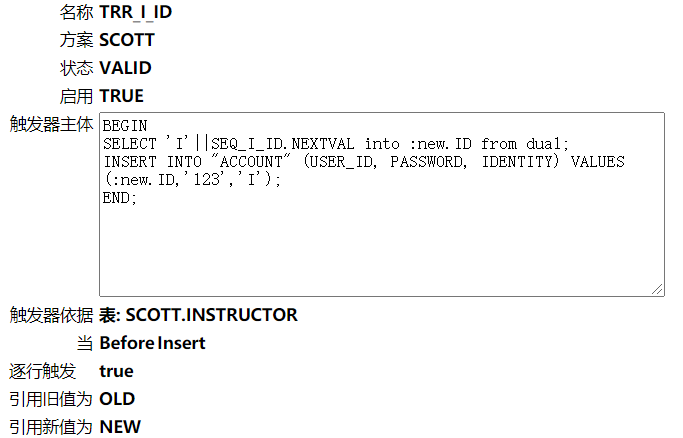 名称 TRR_I_ID
方案 SCOTT
状态 VALID
启用 TRUE
触发器主体 BEGIN
SELECT 'I'||SEQ_I_ID.NEXTVAL into :new.ID from dual;
INSERT INTO "ACCOUNT" (USER_ID, PASSWORD, IDENTITY) VALUES
(:new.ID,'123','I');
END;
触发器依据 表: SCOTT.INSTRUCTOR
当 Before Insert
逐行触发 true
引用旧值为 OLD
引用新值为 NEW